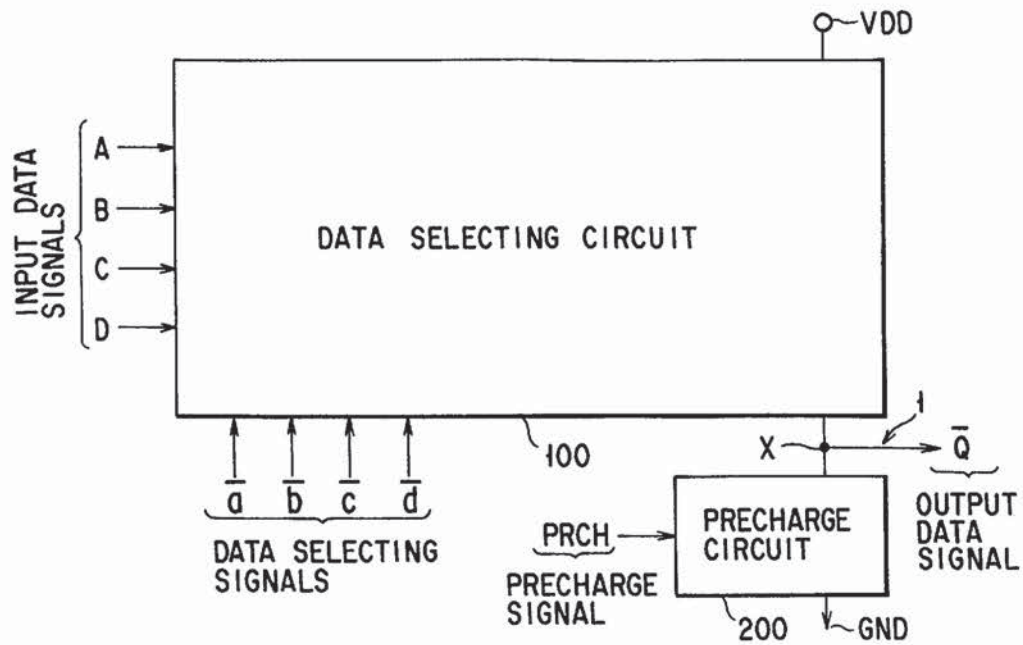 VDD
INPUT DATA
SIGNALS
A
B
C
D
DATA SELECTING CIRCUIT
100
a̅
b̅
c̅
d̅
DATA SELECTING
SIGNALS
X
1
Q̅
OUTPUT
DATA
SIGNAL
PRCH
PRECHARGE
SIGNAL
PRECHARGE
CIRCUIT
200
GND